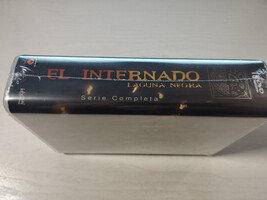 EL INTERNADO
LAGUNA NEGRA
Serie Completa